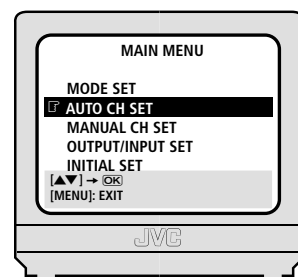 MAIN MENU
MODE SET
AUTO CH SET
MANUAL CH SET
OUTPUT/INPUT SET
INITIAL SET
[▲▼] → OK
[MENU]: EXIT
JVC